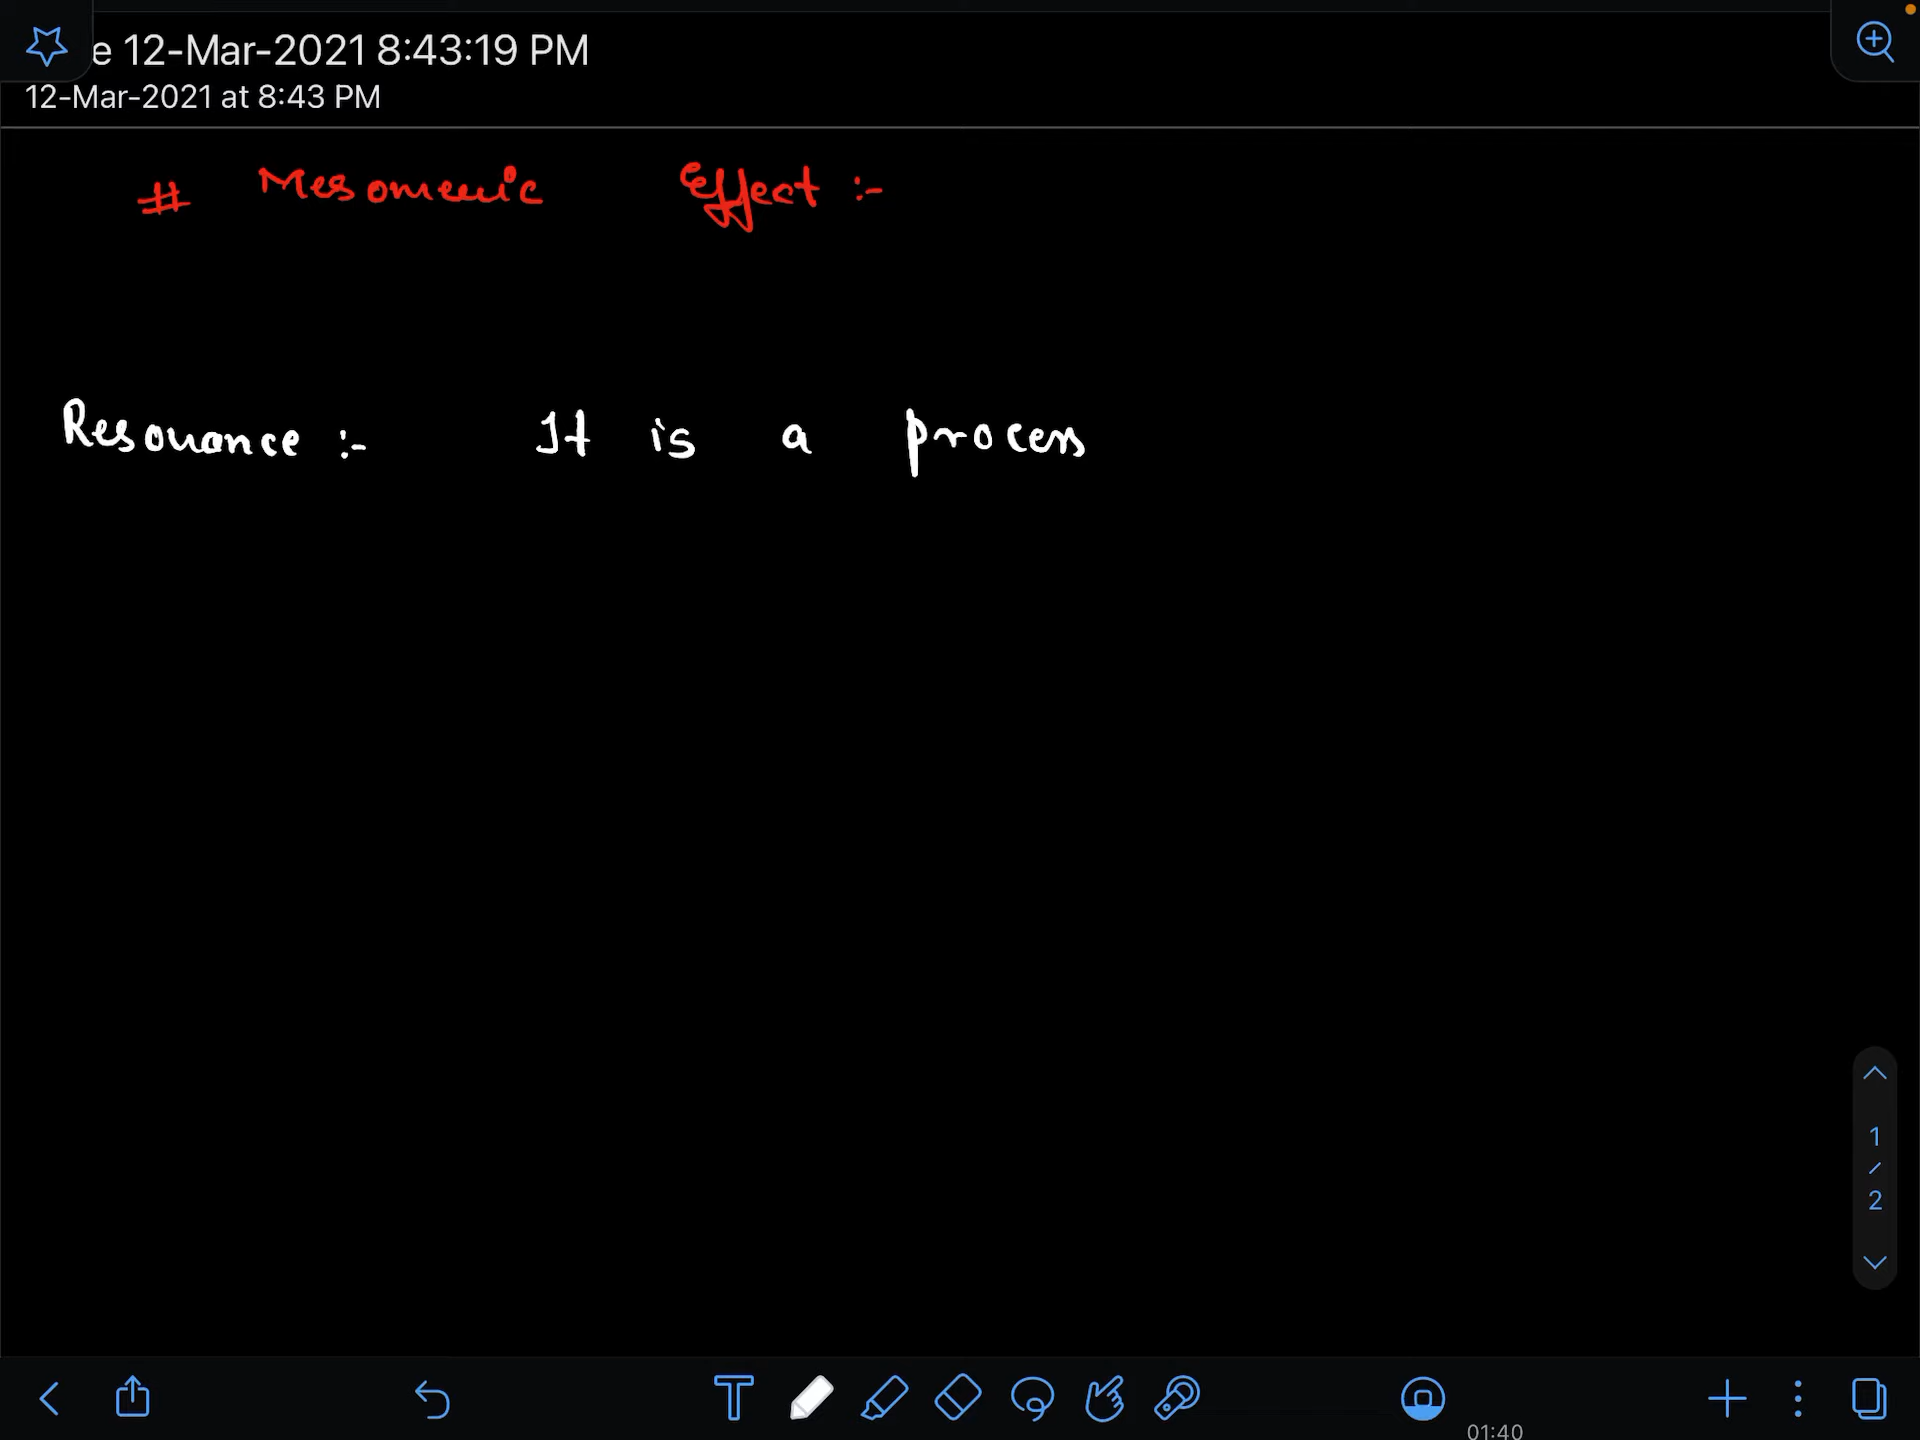 e 12-Mar-2021 8:43:19 PM
12-Mar-2021 at 8:43 PM
# Mesomeric Effect :-
Resonance :- It is a process
1
/
2
01:40